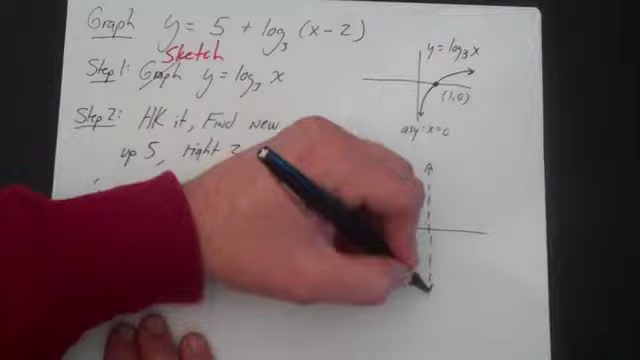 Graph y = 5 + log₃ (x - 2)
Sketch
Step 1: Graph y = log₃ x
y = log₃ x
(1,0)
asy: x=0
Step 2: HK it, Find new
up 5, right 2